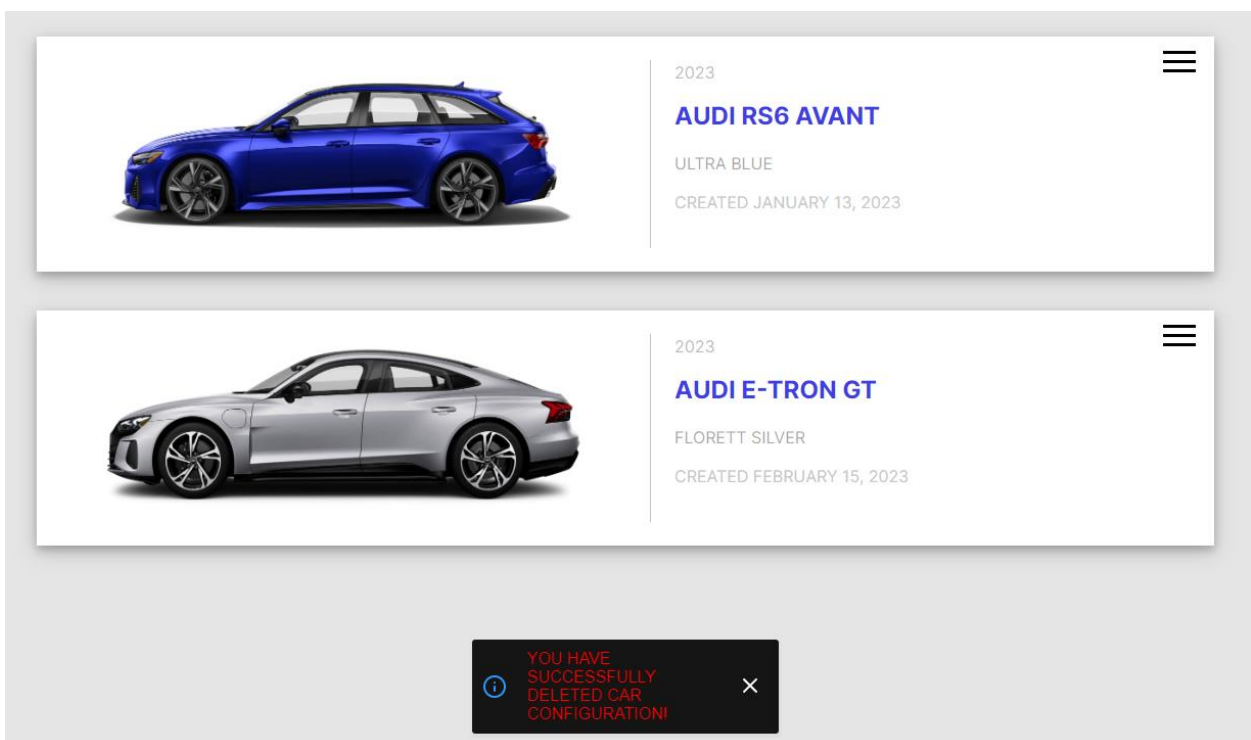 2023
AUDI RS6 AVANT
ULTRA BLUE
CREATED JANUARY 13, 2023
2023
AUDI E-TRON GT
FLORETT SILVER
CREATED FEBRUARY 15, 2023
YOU HAVE
SUCCESSFULLY
DELETED CAR
CONFIGURATION!